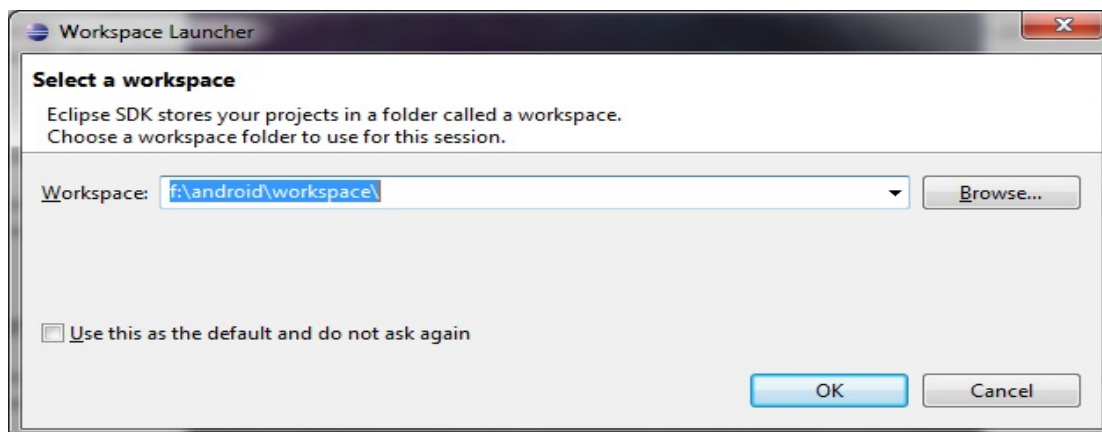 Workspace Launcher
Select a workspace
Eclipse SDK stores your projects in a folder called a workspace.
Choose a workspace folder to use for this session.
Workspace: f:\android\workspace\ Browse...
Use this as the default and do not ask again
OK Cancel